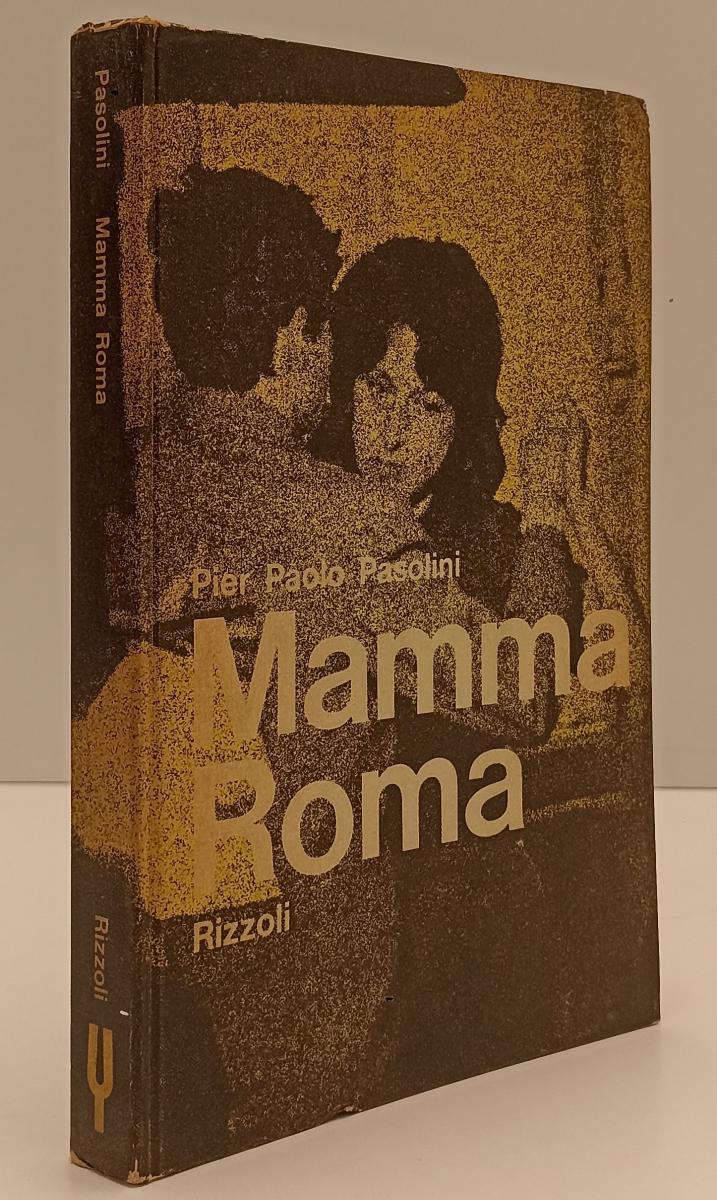 Pasolini Mamma Roma
Rizzoli
Pier Paolo Pasolini
Mamma
Roma
Rizzoli